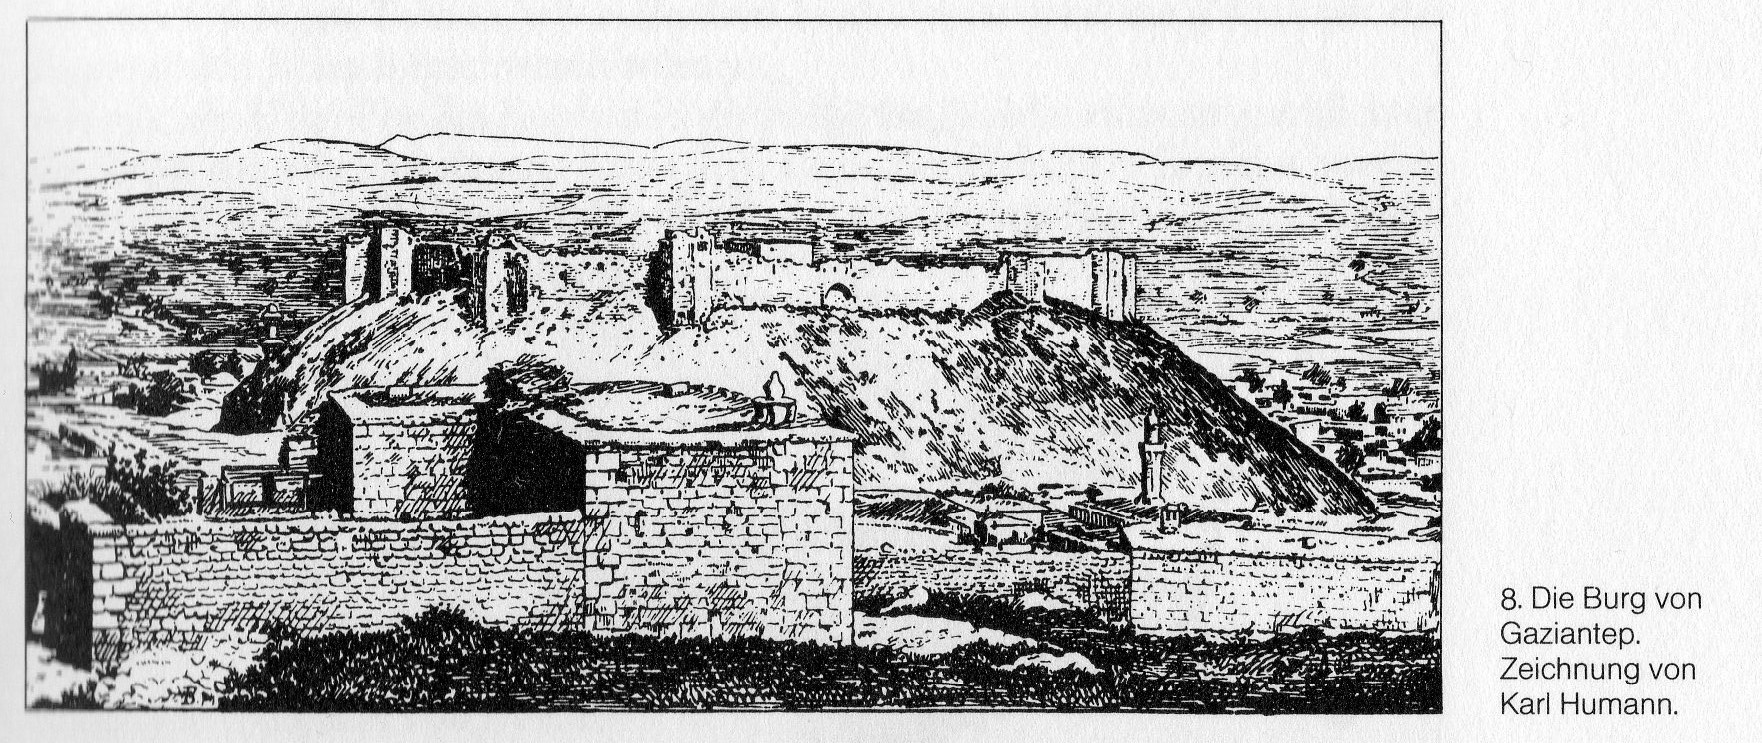 8. Die Burg von
Gaziantep.
Zeichnung von
Karl Humann.